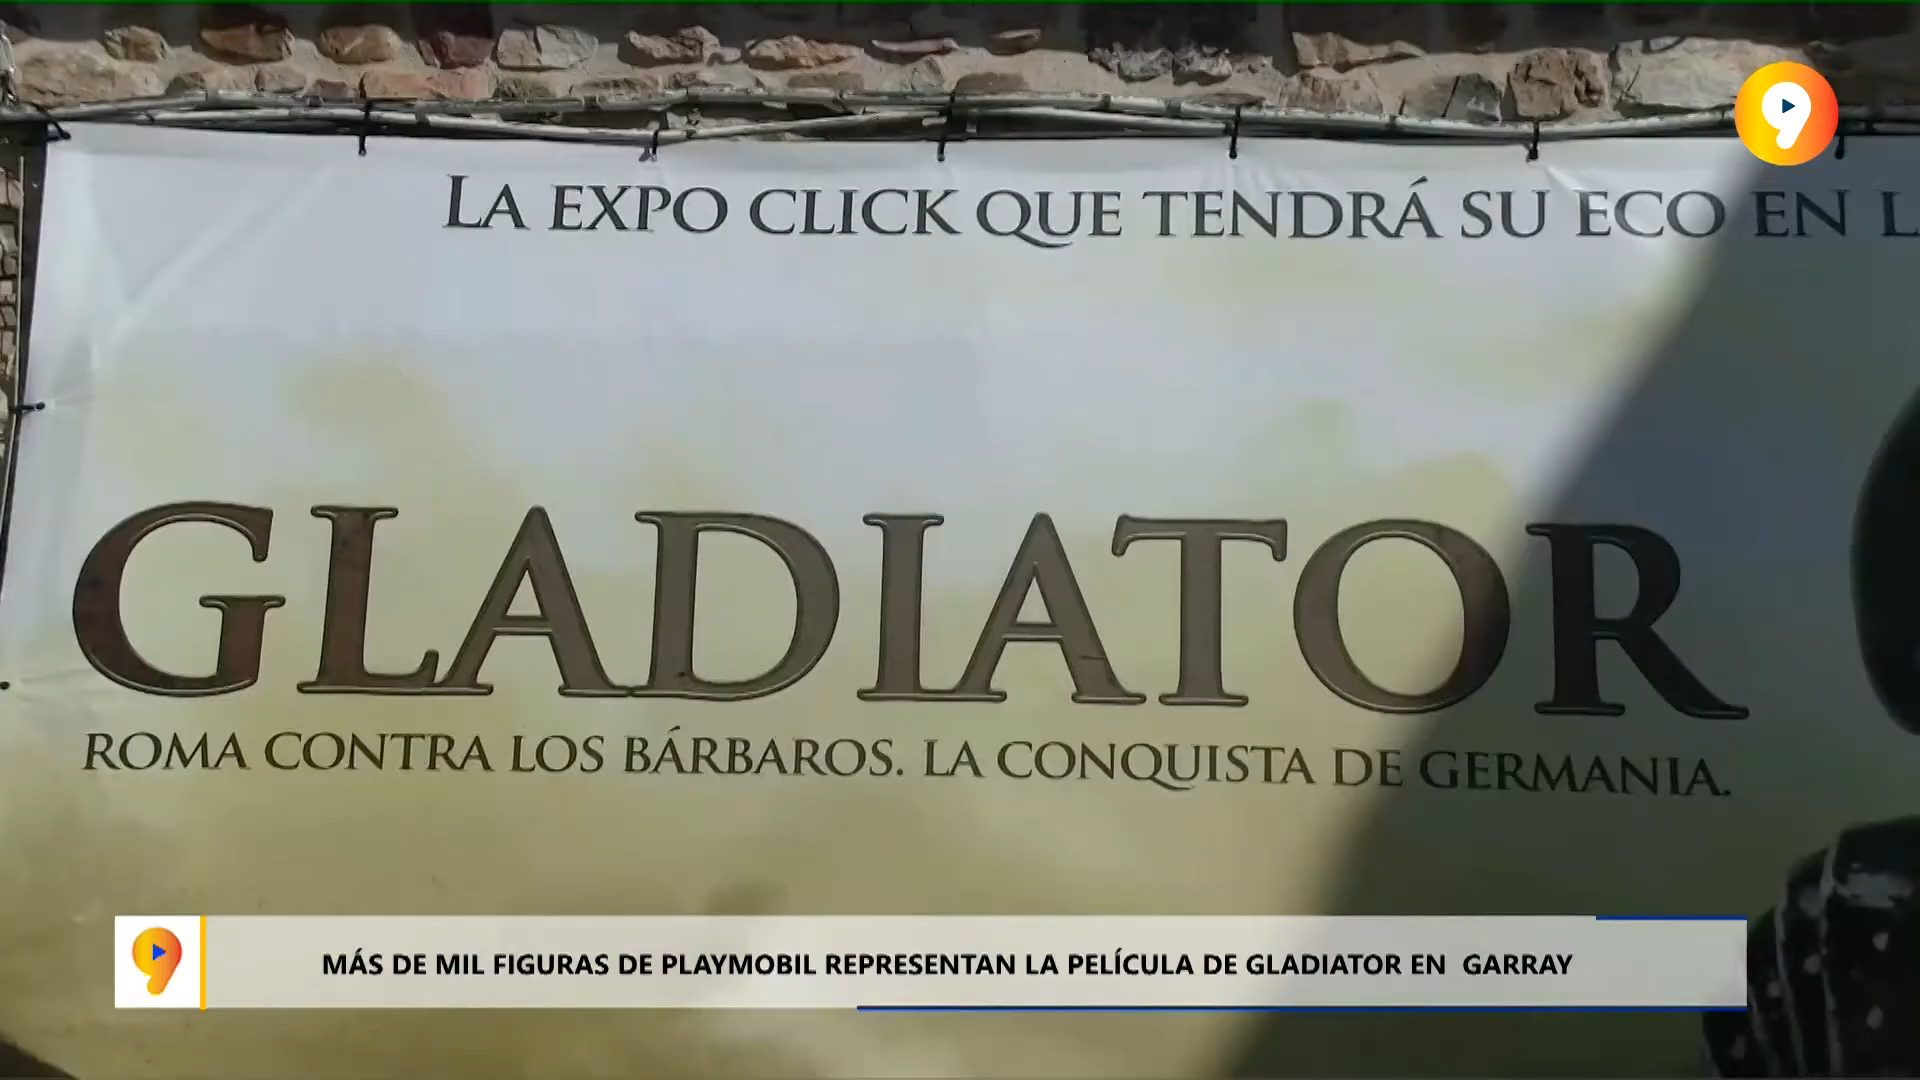 LA EXPO CLICK QUE TENDRÁ SU ECO EN
GLADIATOR
ROMA CONTRA LOS BÁRBAROS. LA CONQUISTA DE GERMANIA.
MÁS DE MIL FIGURAS DE PLAYMOBIL REPRESENTAN LA PELÍCULA DE GLADIATOR EN GARRAY